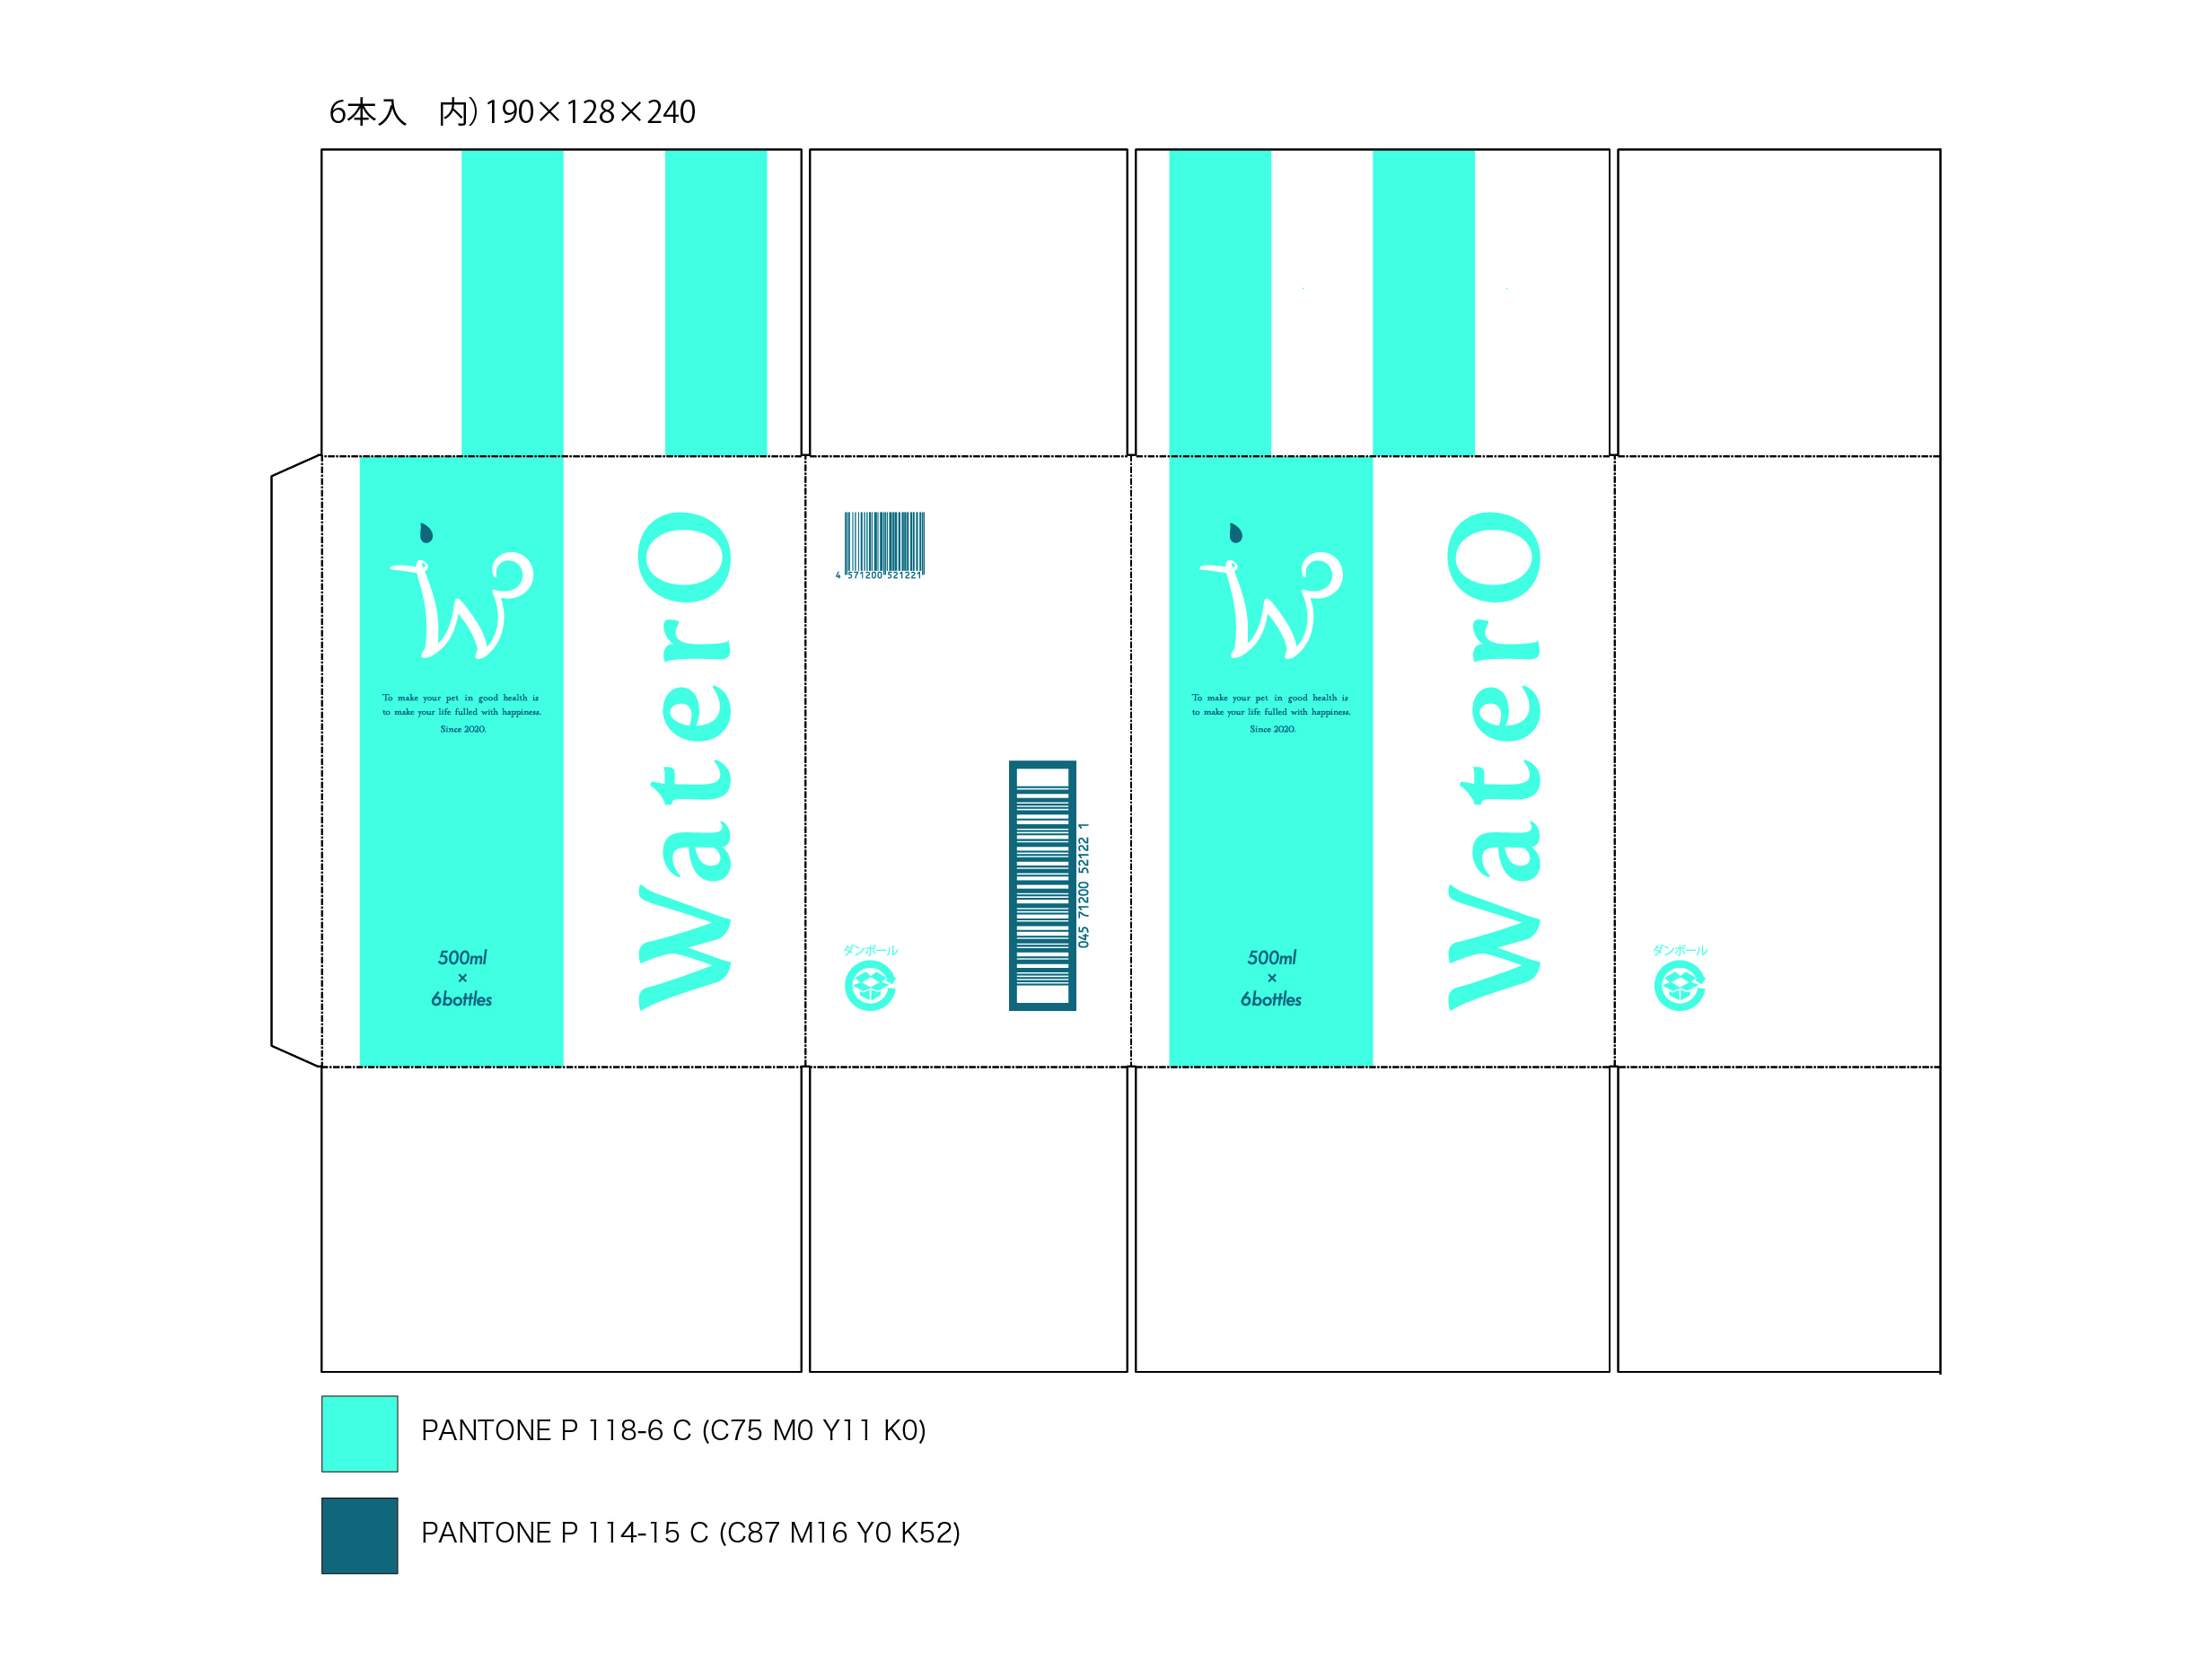 6本入　内）190×128×240
To make your pet in good health is
to make your life fulled with happiness.
Since 2020.
500ml
×
6bottles
WaterO
4 571200 521221
ダンボール
045 71200 52122 1
To make your pet in good health is
to make your life fulled with happiness.
Since 2020.
500ml
×
6bottles
WaterO
ダンボール
PANTONE P 118-6 C (C75 M0 Y11 K0)
PANTONE P 114-15 C (C87 M16 Y0 K52)